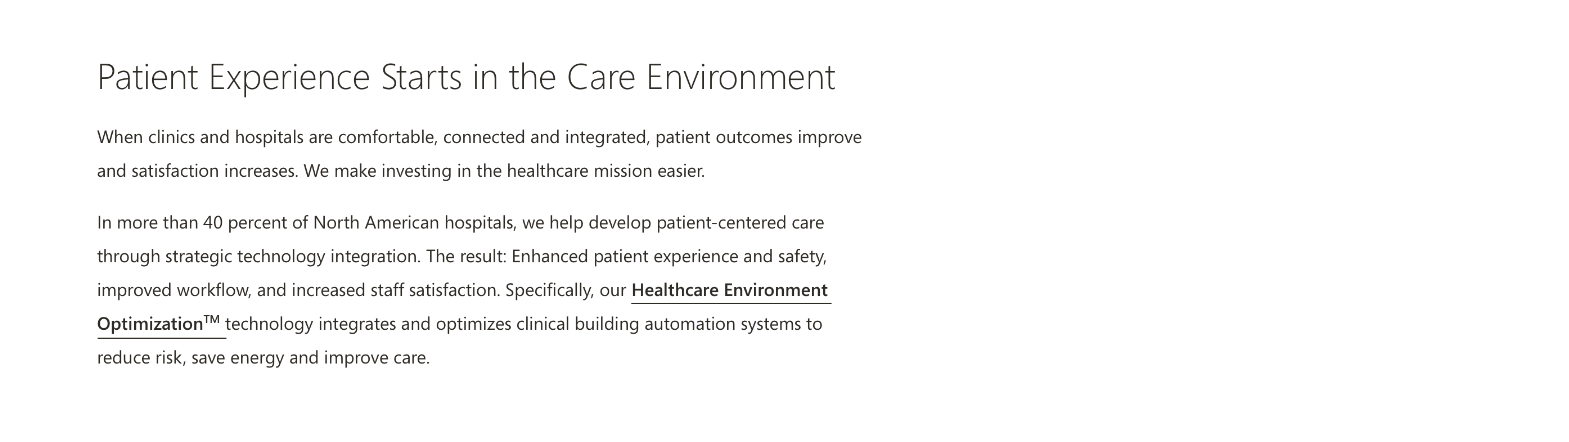 Patient Experience Starts in the Care Environment
When clinics and hospitals are comfortable, connected and integrated, patient outcomes improve
and satisfaction increases. We make investing in the healthcare mission easier.
In more than 40 percent of North American hospitals, we help develop patient-centered care
through strategic technology integration. The result: Enhanced patient experience and safety,
improved workflow, and increased staff satisfaction. Specifically, our Healthcare Environment
Optimization™ technology integrates and optimizes clinical building automation systems to
reduce risk, save energy and improve care.